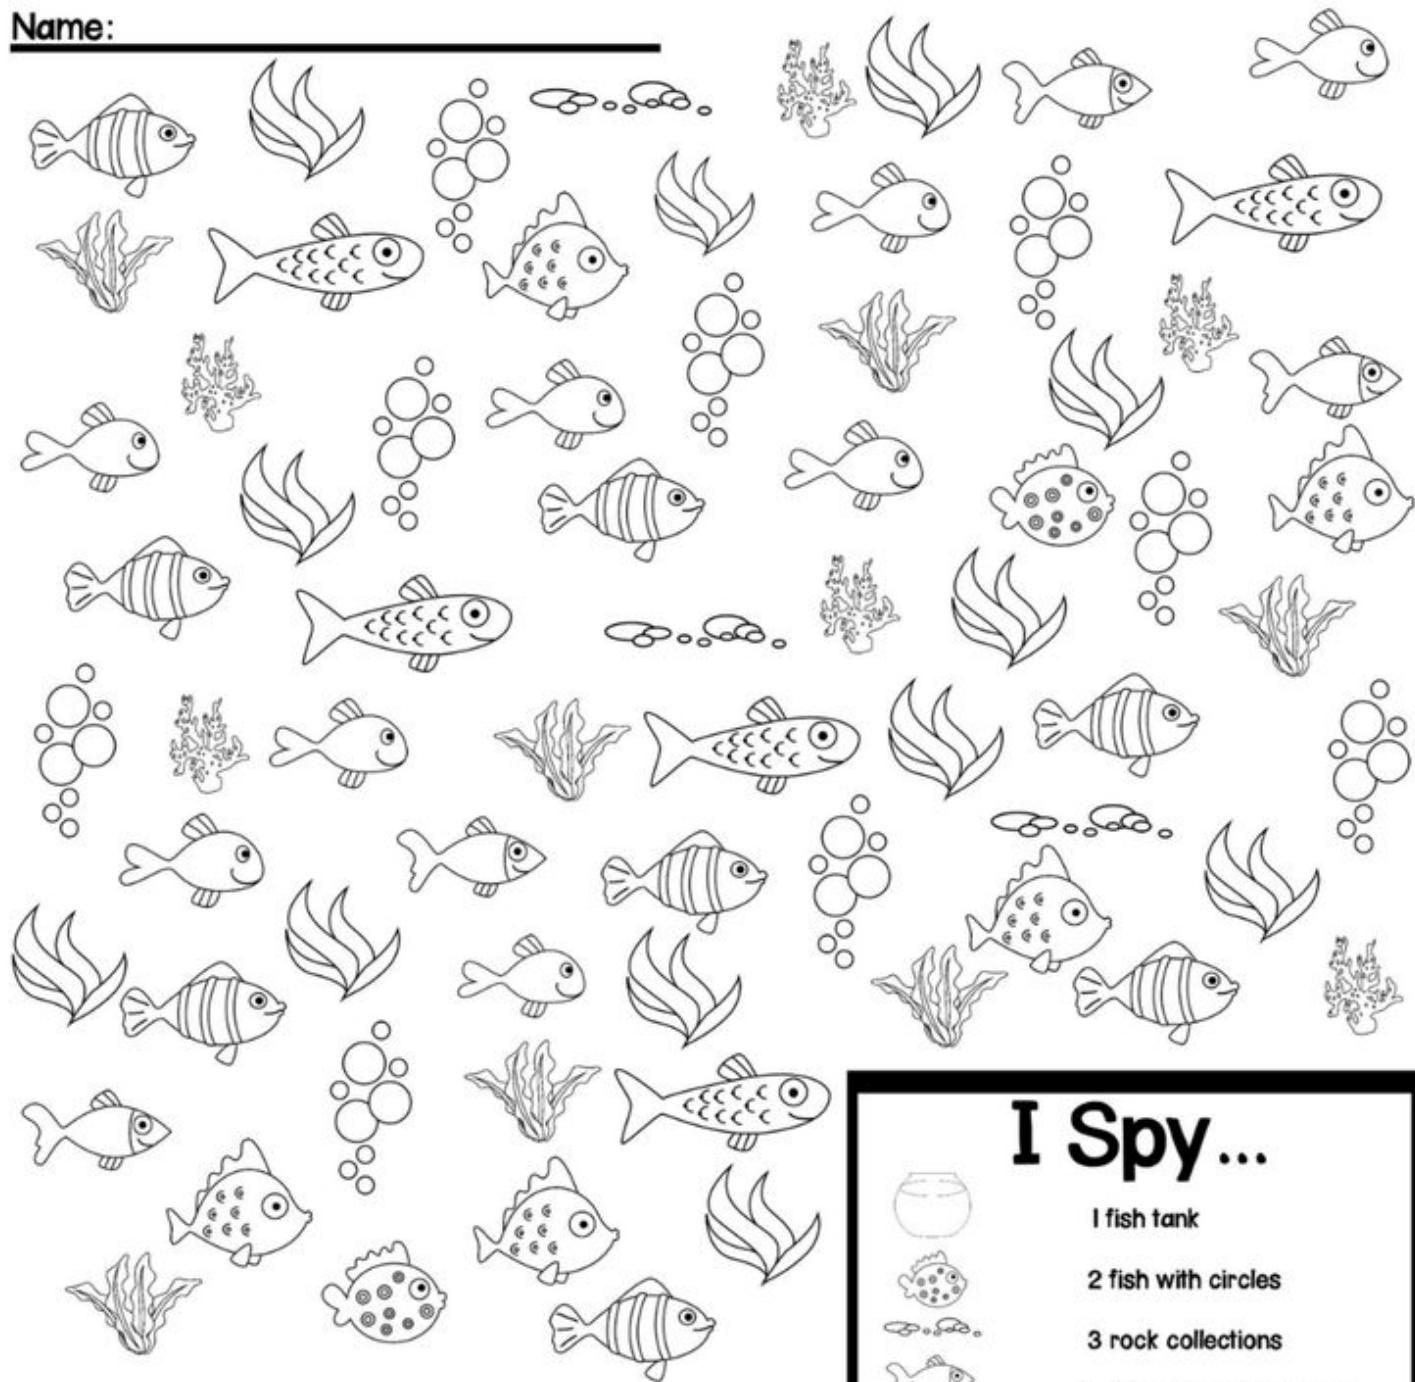 Name:
I Spy...
1 fish tank
2 fish with circles
3 rock collections